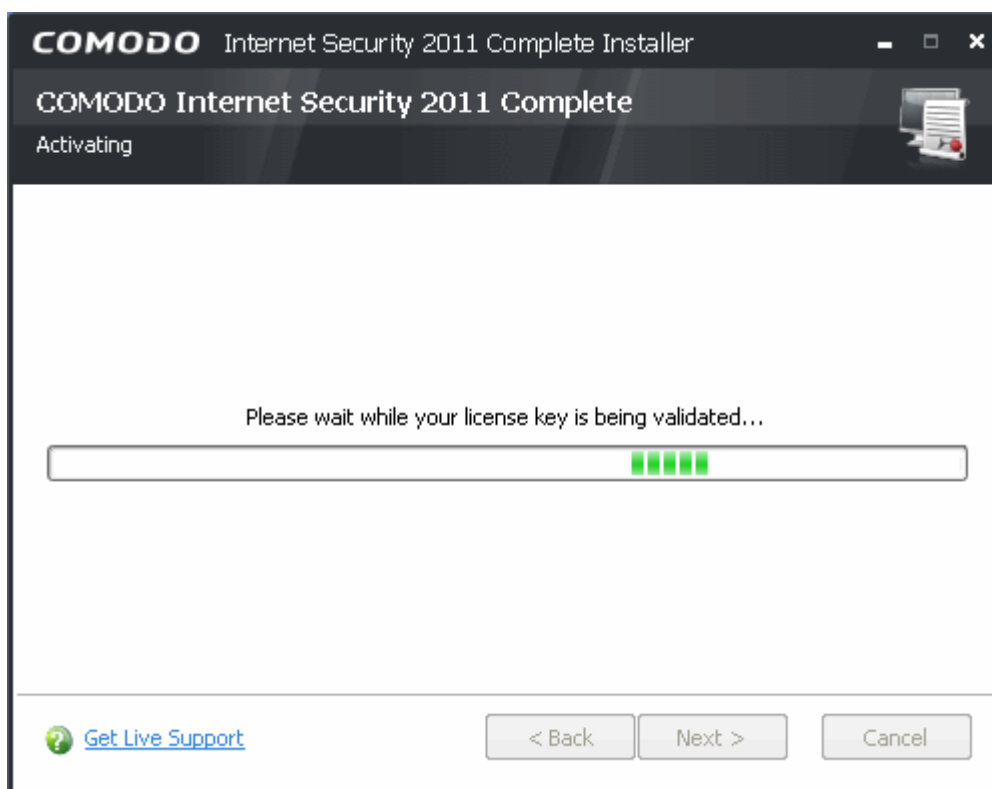 COMODO Internet Security 2011 Complete Installer
COMODO Internet Security 2011 Complete
Activating
Please wait while your license key is being validated...
Get Live Support
< Back
Next >
Cancel